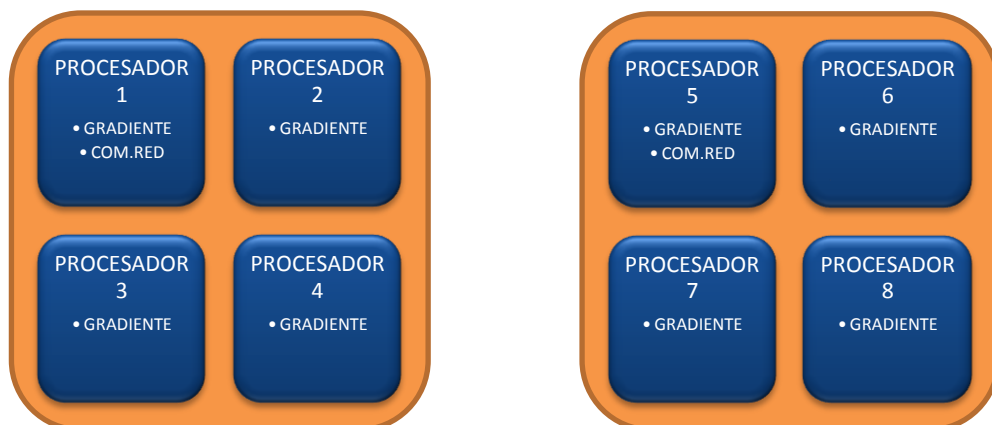 PROCESADOR
1
• GRADIENTE
• COM.RED
PROCESADOR
2
• GRADIENTE
PROCESADOR
3
• GRADIENTE
PROCESADOR
4
• GRADIENTE
PROCESADOR
5
• GRADIENTE
• COM.RED
PROCESADOR
6
• GRADIENTE
PROCESADOR
7
• GRADIENTE
PROCESADOR
8
• GRADIENTE